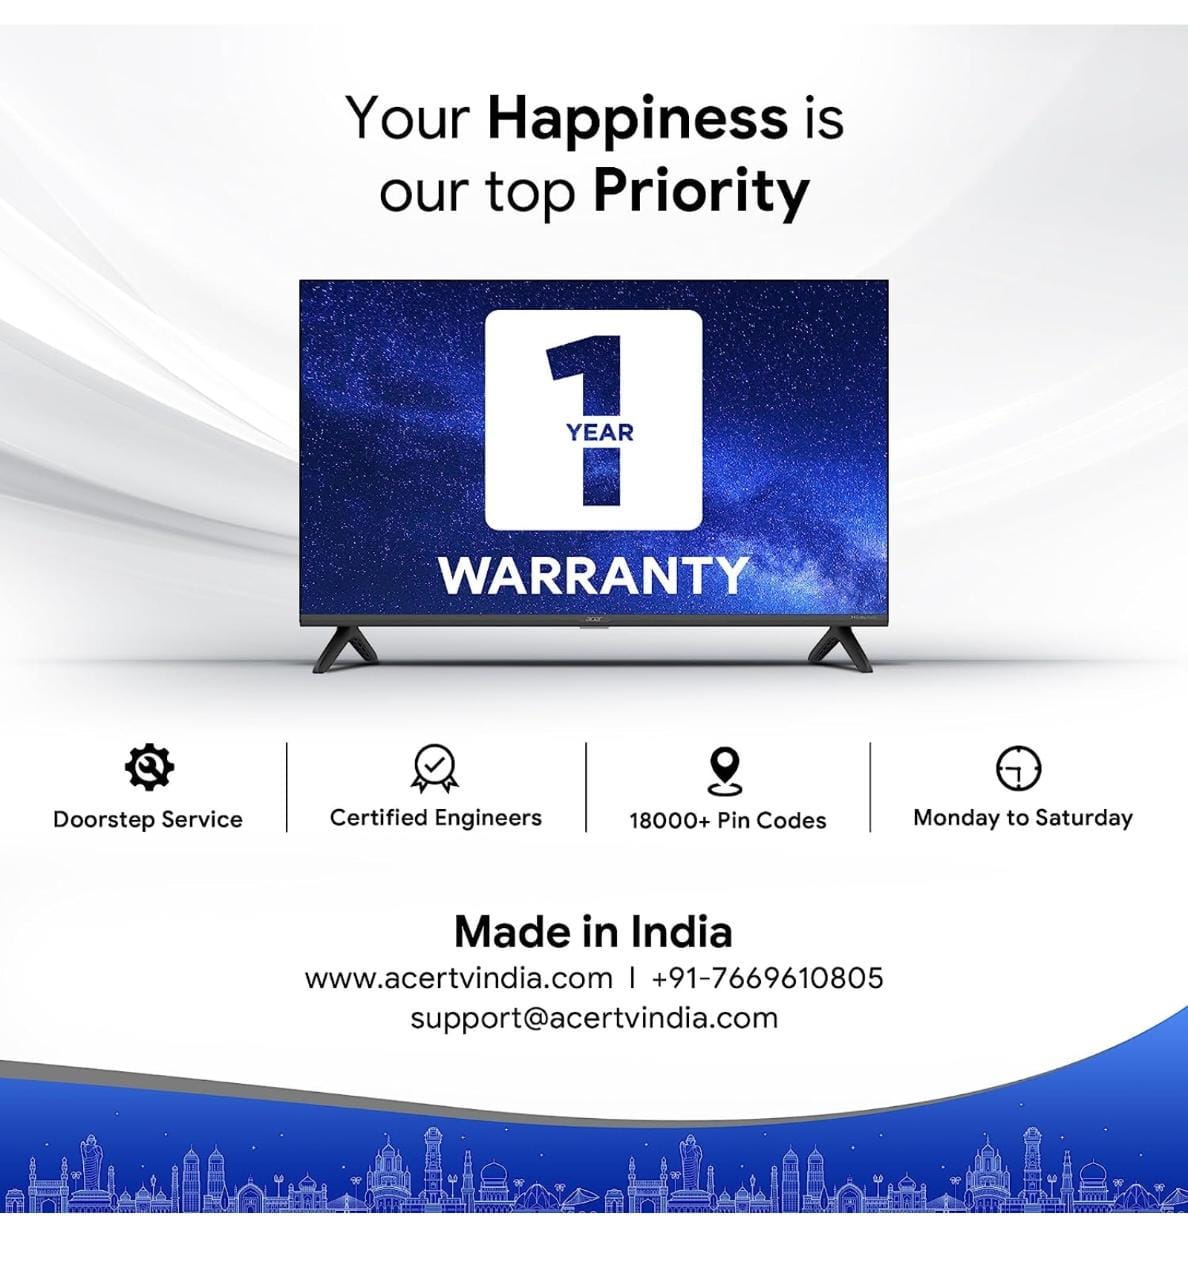 Your Happiness is
our top Priority
1
YEAR
WARRANTY
acer
Doorstep Service
Certified Engineers
18000+ Pin Codes
Monday to Saturday
Made in India
www.acertvindia.com | +91-7669610805
support@acertvindia.com